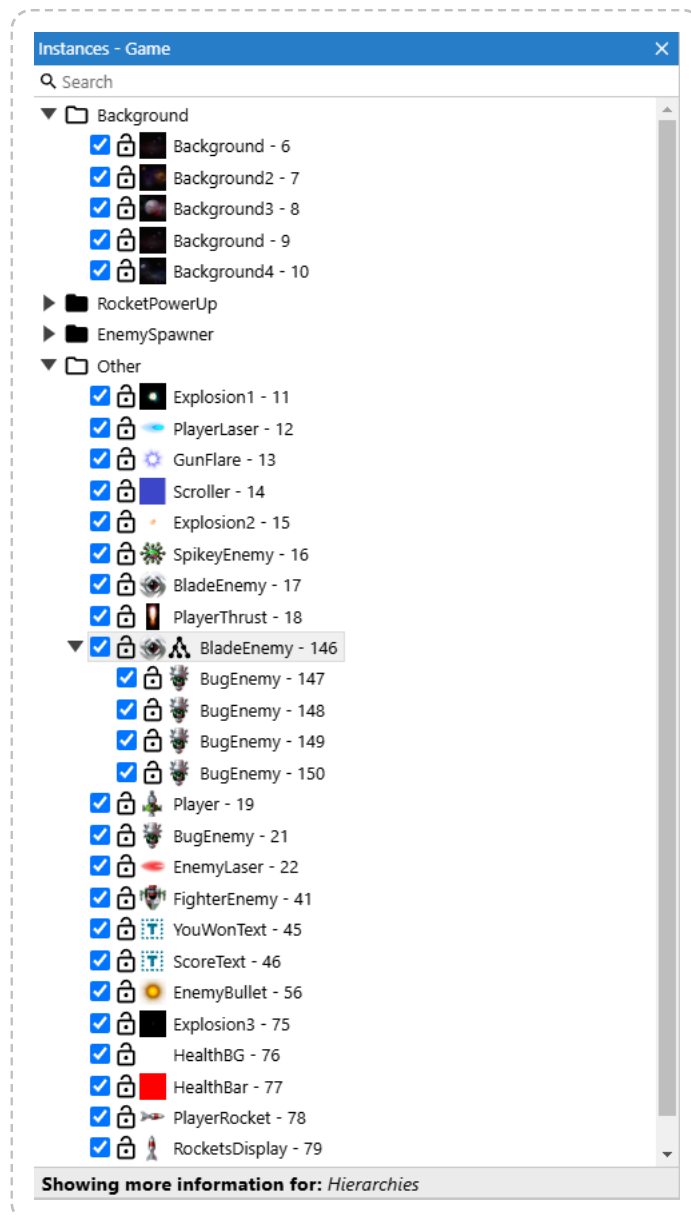 Instances - Game
Search
Background
Background - 6
Background2 - 7
Background3 - 8
Background - 9
Background4 - 10
RocketPowerUp
EnemySpawner
Other
Explosion1 - 11
PlayerLaser - 12
GunFlare - 13
Scroller - 14
Explosion2 - 15
SpikeyEnemy - 16
BladeEnemy - 17
PlayerThrust - 18
BladeEnemy - 146
BugEnemy - 147
BugEnemy - 148
BugEnemy - 149
BugEnemy - 150
Player - 19
BugEnemy - 21
EnemyLaser - 22
FighterEnemy - 41
YouWonText - 45
ScoreText - 46
EnemyBullet - 56
Explosion3 - 75
HealthBG - 76
HealthBar - 77
PlayerRocket - 78
RocketsDisplay - 79
Showing more information for: Hierarchies